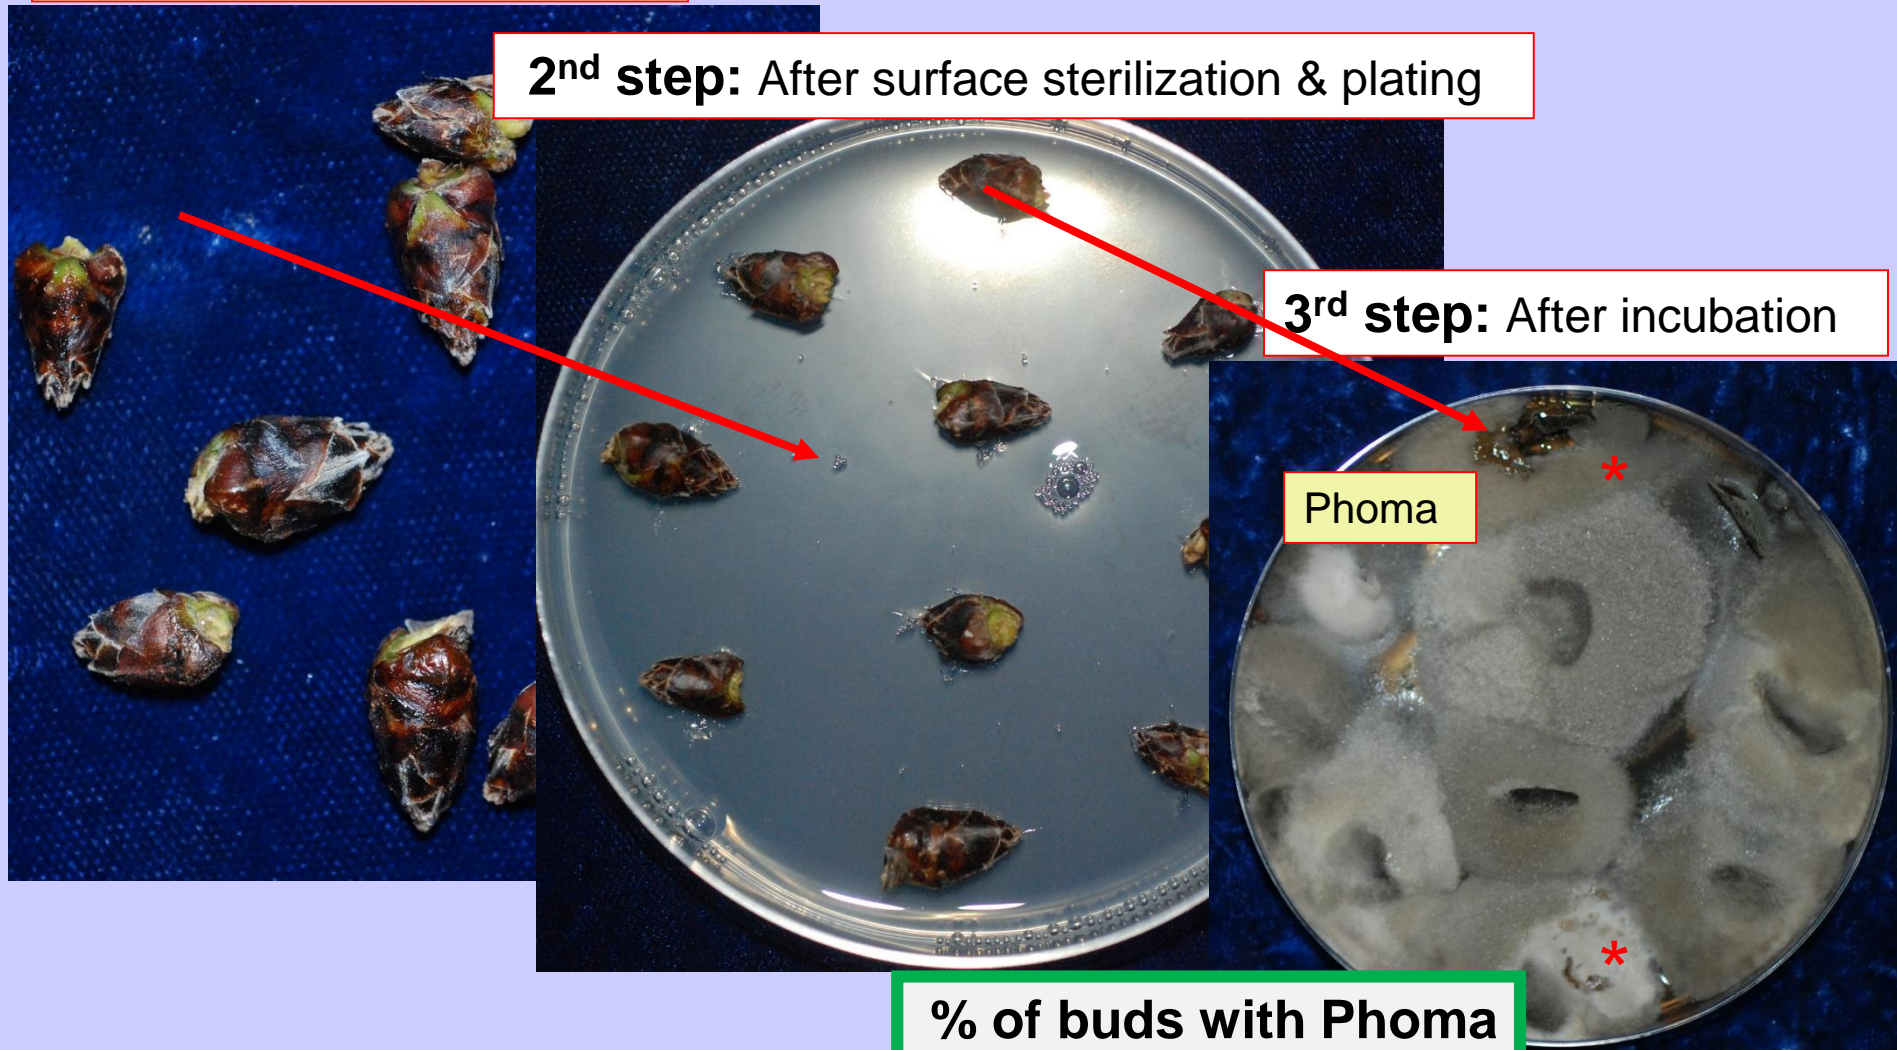 2nd step: After surface sterilization & plating
3rd step: After incubation
Phoma
*
*
% of buds with Phoma